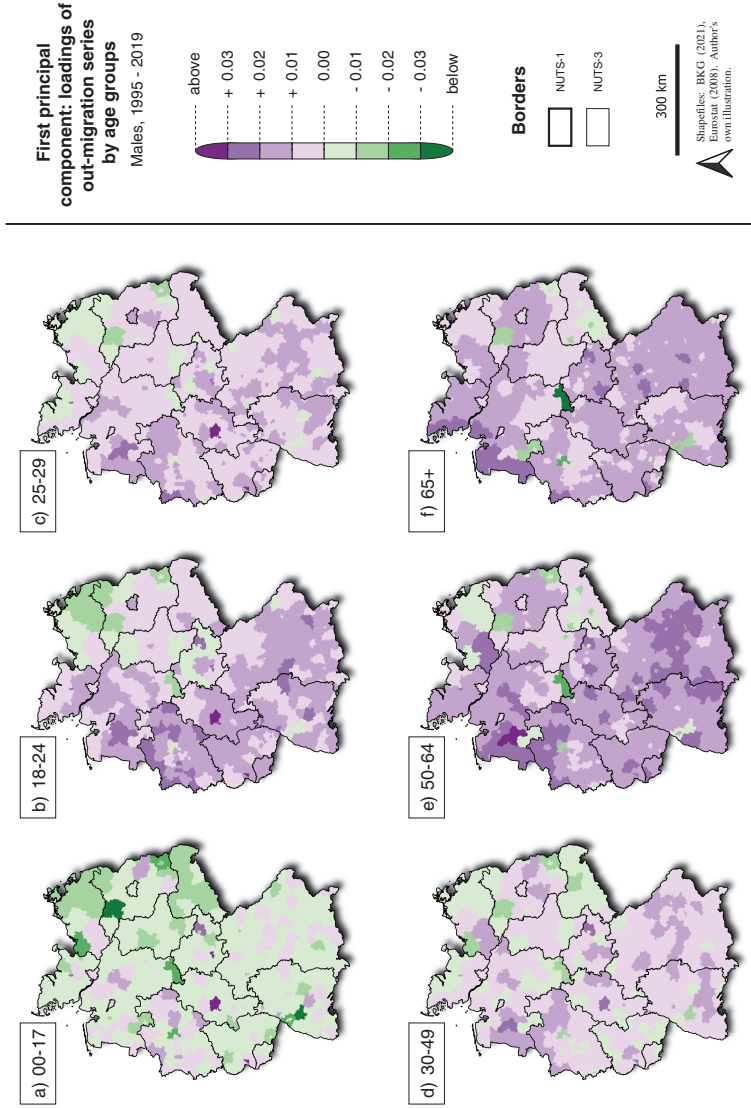 First principal
component: loadings of
out-migration series
by age groups
Males, 1995 - 2019
above
+ 0.03
+ 0.02
+ 0.01
0.00
- 0.01
- 0.02
- 0.03
below
Borders
NUTS-1
NUTS-3
300 km
Shapefiles: BKG (2021),
Eurostat (2008). Author's
own illustration.
a) 00-17
b) 18-24
c) 25-29
d) 30-49
e) 50-64
f) 65+